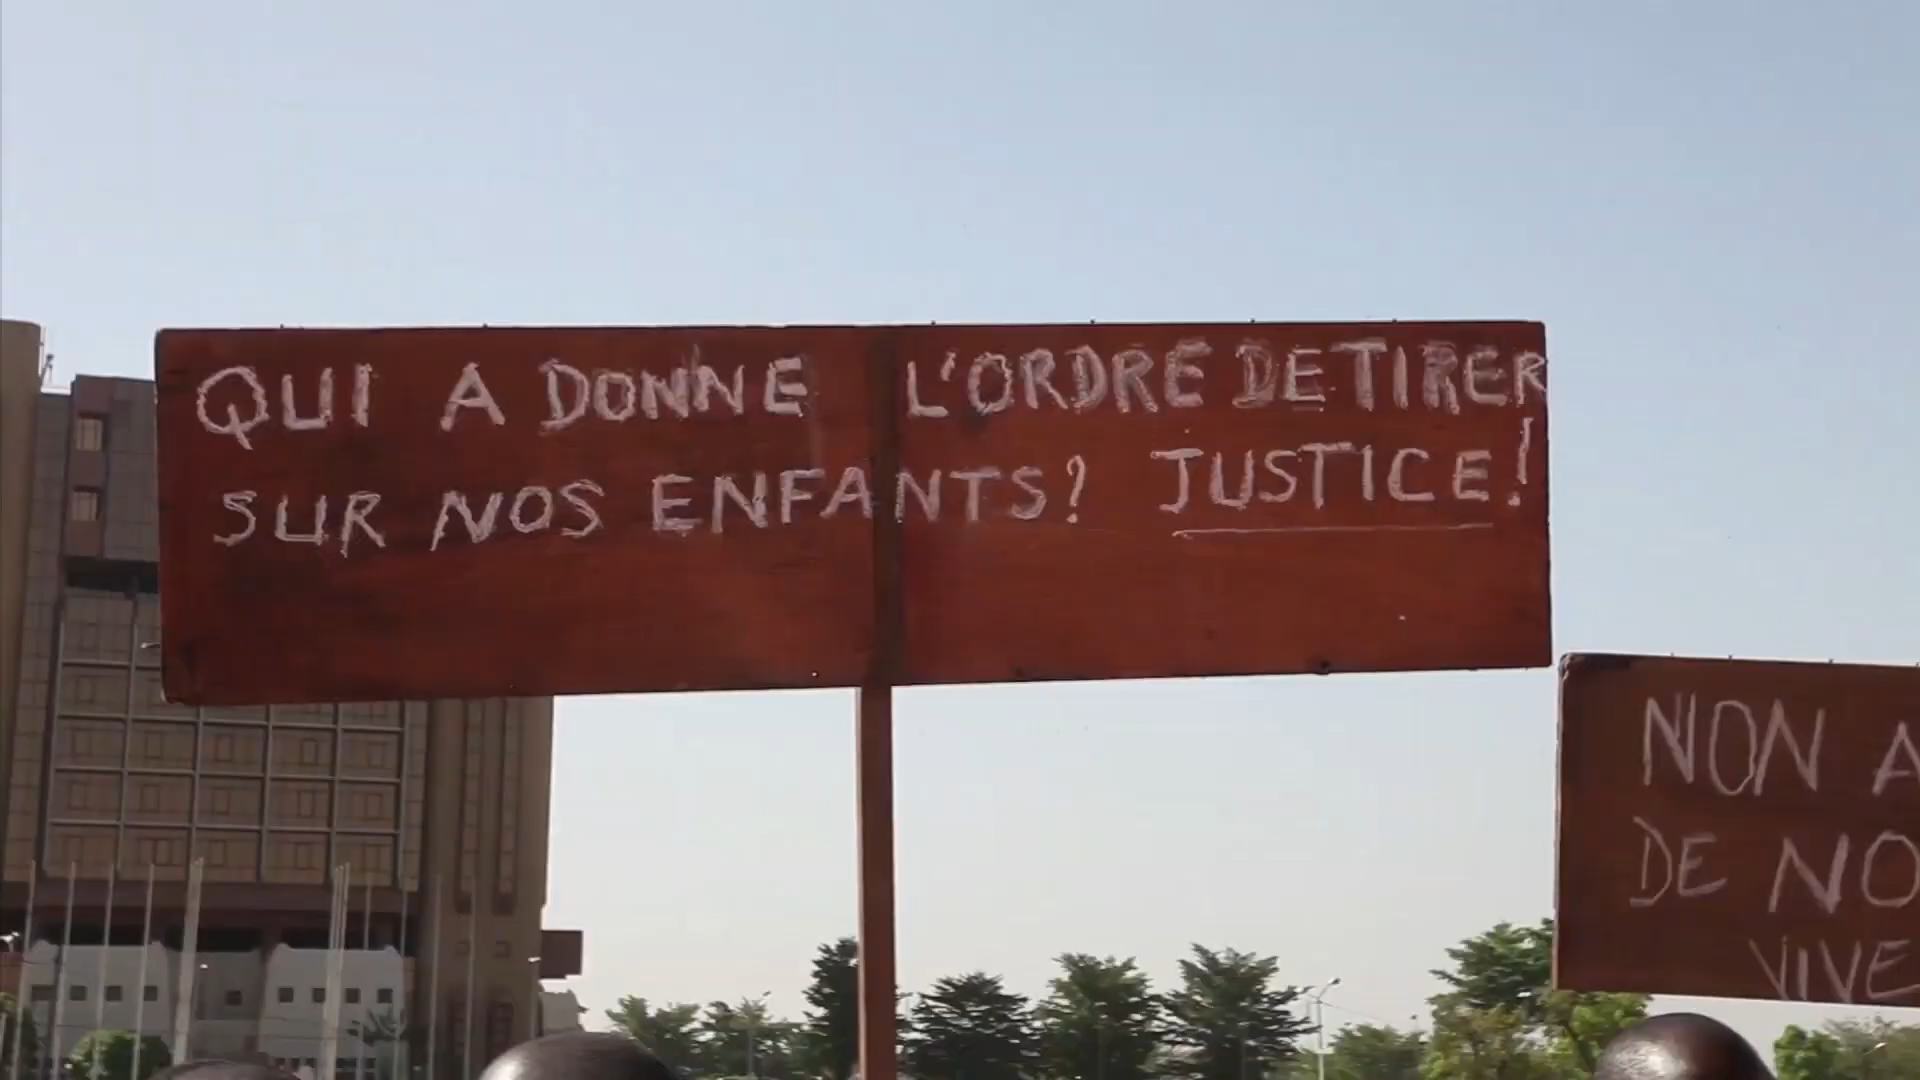 QUI A DONNE L'ORDRE DE TIRER
SUR NOS ENFANTS? JUSTICE!
NON A
DE NO
VIVE